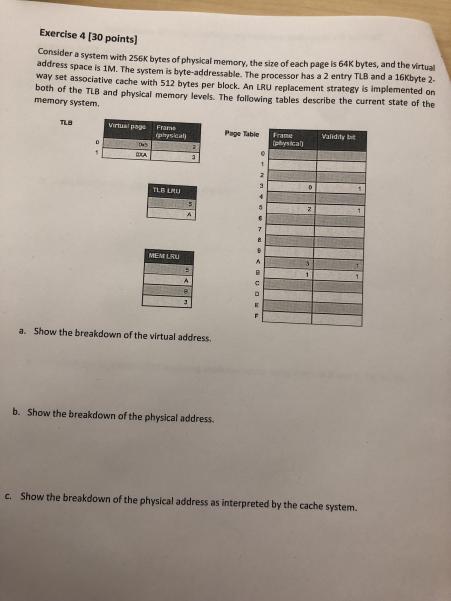 Exercise 4 [30 points]
Consider a system with 256K bytes of physical memory, the size of each page is 64K bytes, and the virtual
address space is 1M. The system is byte-addressable. The processor has a 2 entry TLB and a 16Kbyte 2-
way set associative cache with 512 bytes per block. An LRU replacement strategy is implemented on
both of the TLB and physical memory levels. The following tables describe the current state of the
memory system.
TLB
Virtual page Frame (physical)
0 0x5 2
1 0XA 3
TLB LRU
5
A
MEM LRU
5
A
B
3
Page Table
Frame (physical) Validity bit
0
1
2
3 0 1
4
5 2 1
6
7
8
9
A 3 1
B 1 1
C
D
E
F
a. Show the breakdown of the virtual address.
b. Show the breakdown of the physical address.
c. Show the breakdown of the physical address as interpreted by the cache system.